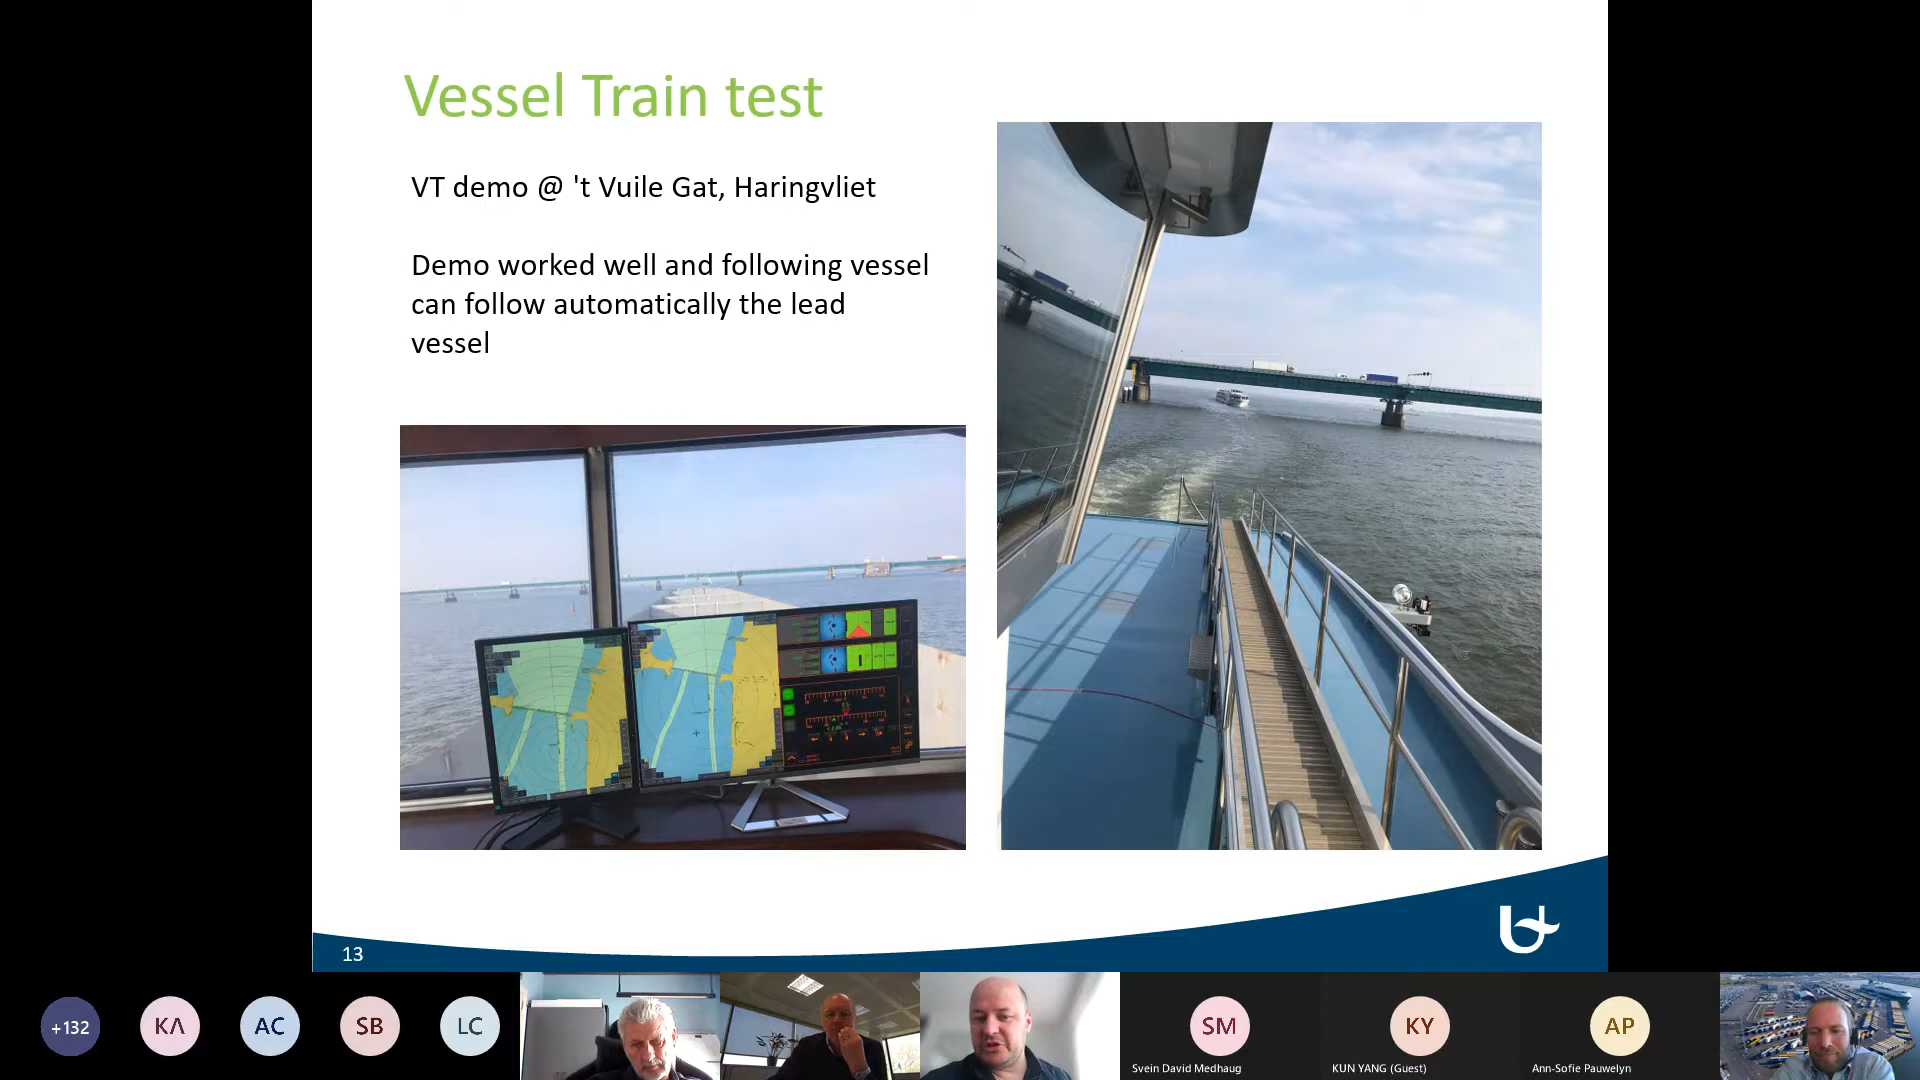 Vessel Train test
VT demo @ 't Vuile Gat, Haringvliet
Demo worked well and following vessel
can follow automatically the lead
vessel
13
+132
KΛ
AC
SB
LC
SM
KY
AP
Svein David Medhaug
KUN YANG (Guest)
Ann-Sofie Pauwelyn